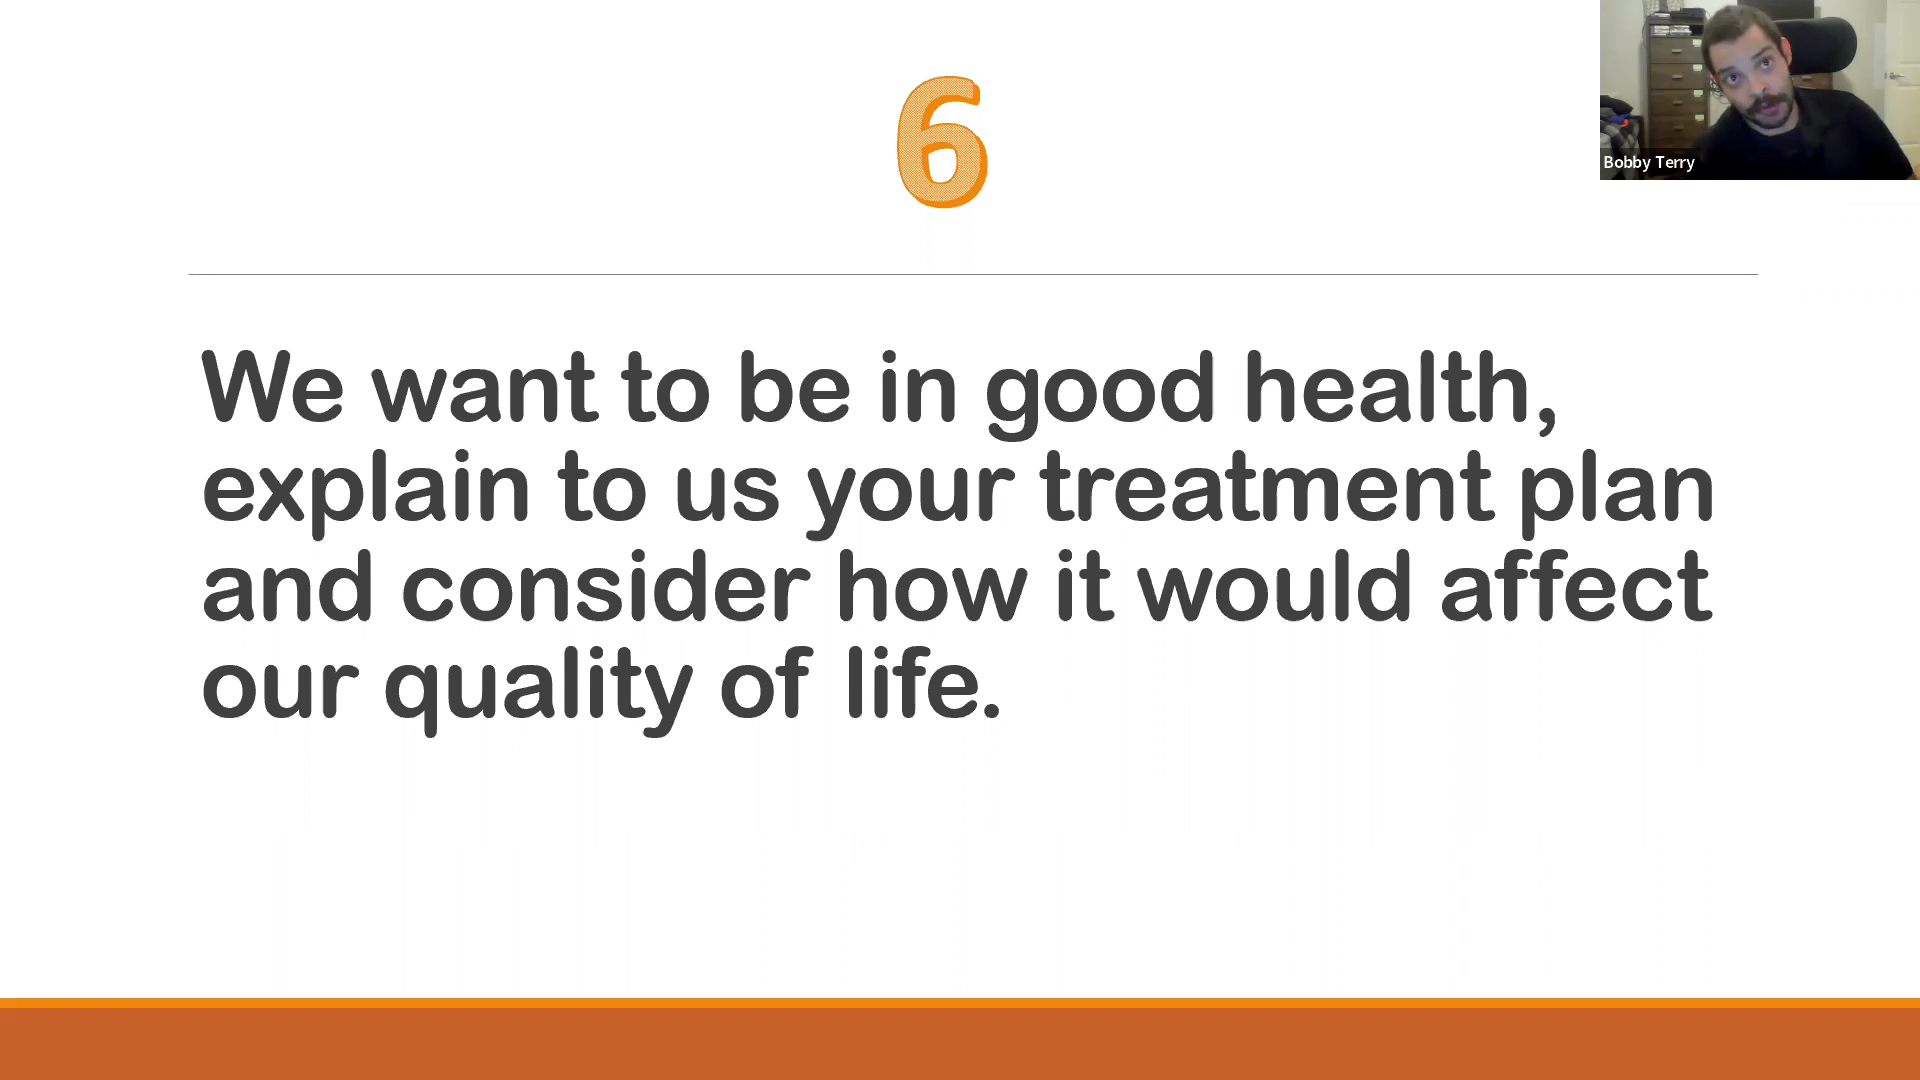 6
Bobby Terry
We want to be in good health,
explain to us your treatment plan
and consider how it would affect
our quality of life.